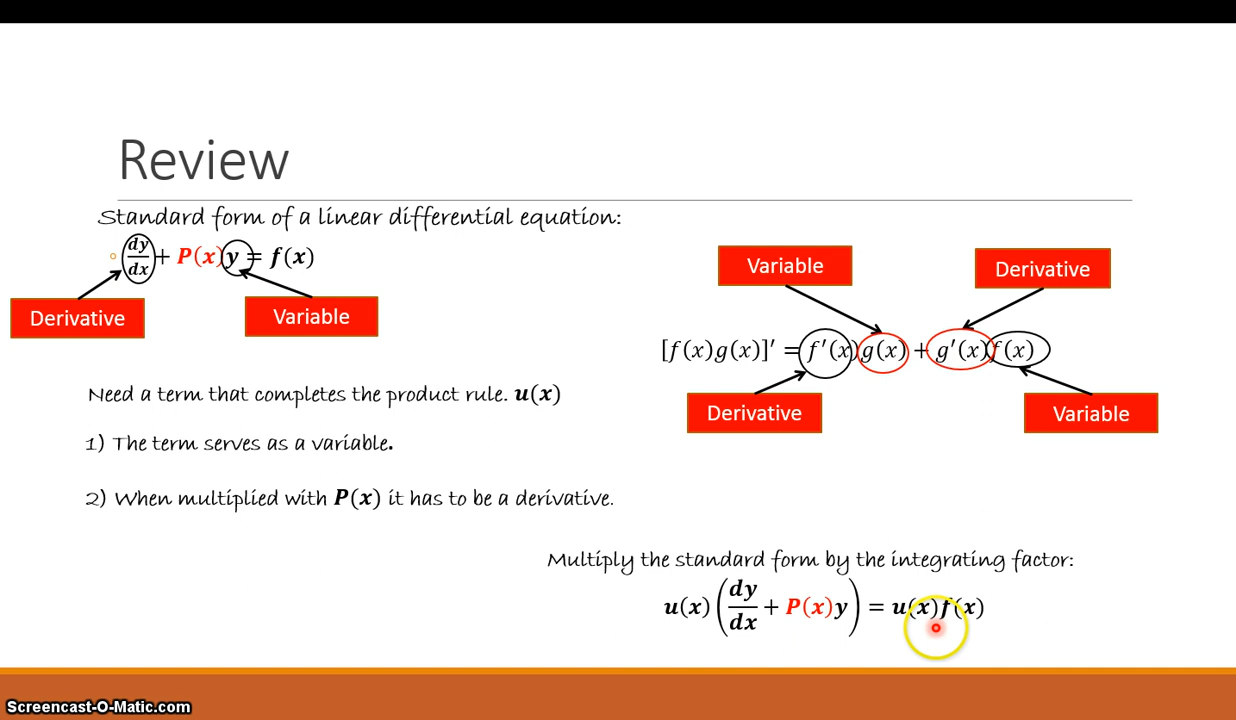 Review
Standard form of a linear differential equation:
dy/dx + P(x)y = f(x)
Derivative
Variable
Variable
Derivative
[f(x)g(x)]′ = f′(x)g(x) + g′(x)f(x)
Derivative
Variable
Need a term that completes the product rule. u(x)
1) The term serves as a variable.
2) When multiplied with P(x) it has to be a derivative.
Multiply the standard form by the integrating factor:
u(x)(dy/dx + P(x)y) = u(x)f(x)
Screencast-O-Matic.com